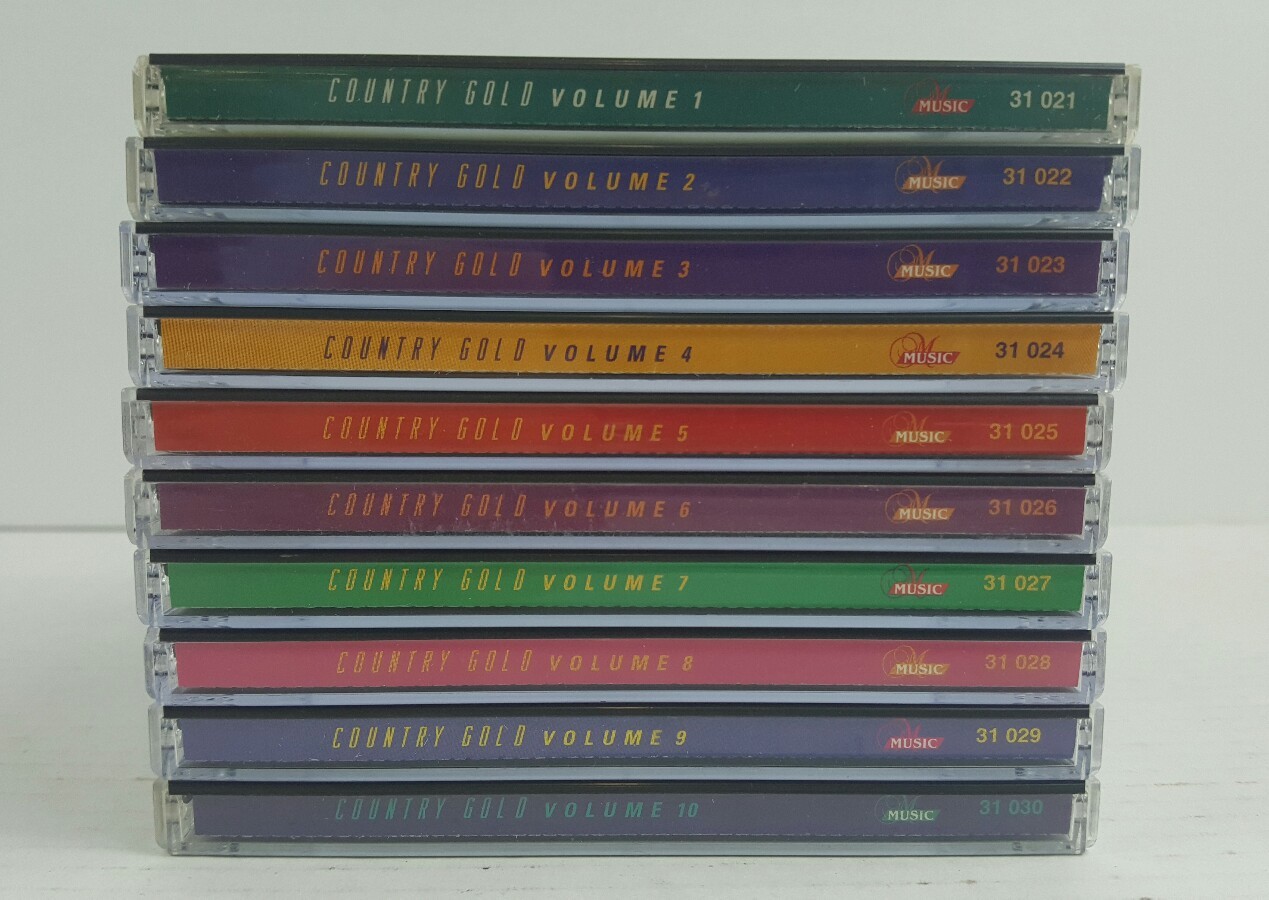 COUNTRY GOLD VOLUME 1 M MUSIC 31 021
COUNTRY GOLD VOLUME 2 M MUSIC 31 022
COUNTRY GOLD VOLUME 3 M MUSIC 31 023
COUNTRY GOLD VOLUME 4 M MUSIC 31 024
COUNTRY GOLD VOLUME 5 M MUSIC 31 025
COUNTRY GOLD VOLUME 6 M MUSIC 31 026
COUNTRY GOLD VOLUME 7 M MUSIC 31 027
COUNTRY GOLD VOLUME 8 M MUSIC 31 028
COUNTRY GOLD VOLUME 9 M MUSIC 31 029
COUNTRY GOLD VOLUME 10 M MUSIC 31 030